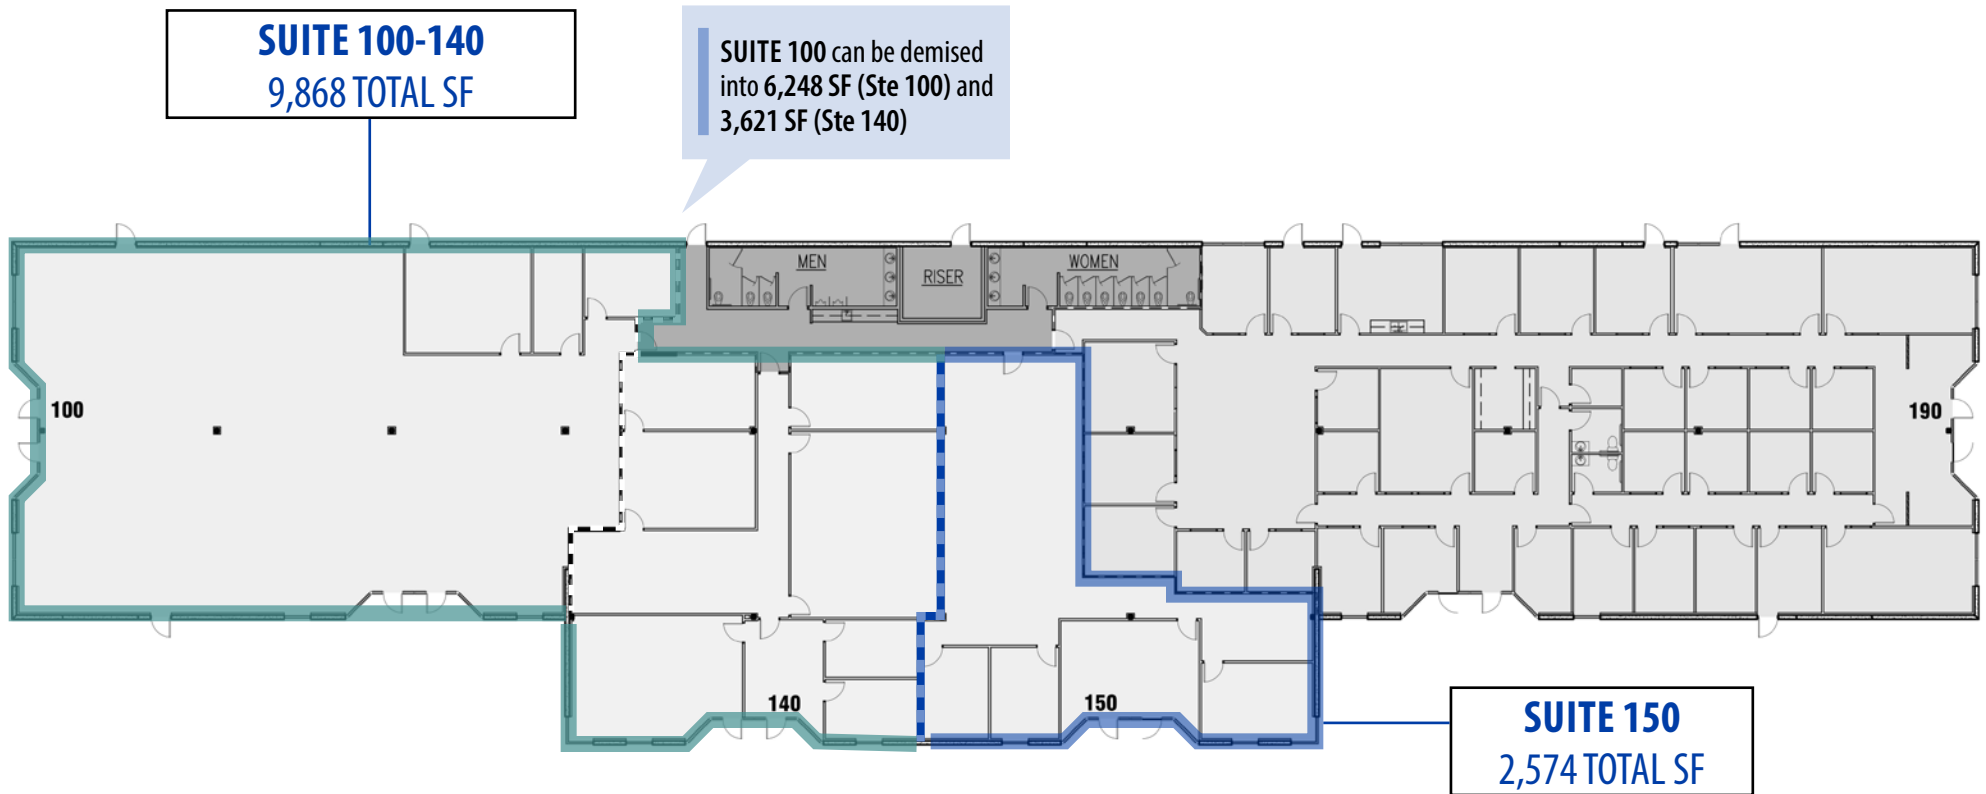 SUITE 100-140
9,868 TOTAL SF
SUITE 100 can be demised
into 6,248 SF (Ste 100) and
3,621 SF (Ste 140)
MEN
RISER
WOMEN
100
190
140
150
SUITE 150
2,574 TOTAL SF